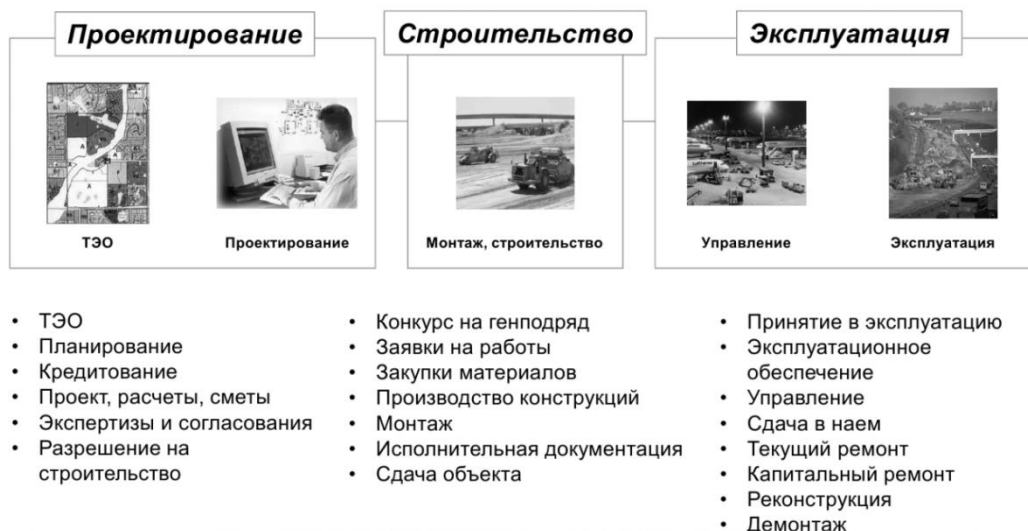 Проектирование
Строительство
Эксплуатация
ТЭО
Проектирование
Монтаж, строительство
Управление
Эксплуатация
• ТЭО
• Планирование
• Кредитование
• Проект, расчеты, сметы
• Экспертизы и согласования
• Разрешение на
строительство
• Конкурс на генподряд
• Заявки на работы
• Закупки материалов
• Производство конструкций
• Монтаж
• Исполнительная документация
• Сдача объекта
• Принятие в эксплуатацию
• Эксплуатационное
обеспечение
• Управление
• Сдача в наем
• Текущий ремонт
• Капитальный ремонт
• Реконструкция
• Демонтаж